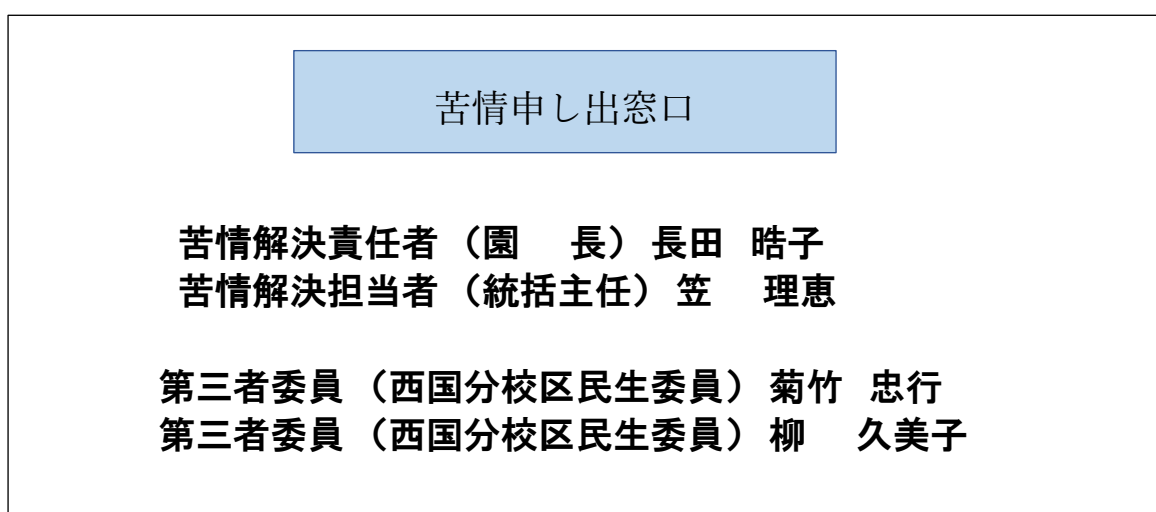 苦情申し出窓口
苦情解決責任者 （園　長）長田　晧子
苦情解決担当者 （統括主任）笠　理恵
第三者委員 （西国分校区民生委員）菊竹　忠行
第三者委員 （西国分校区民生委員）柳　久美子